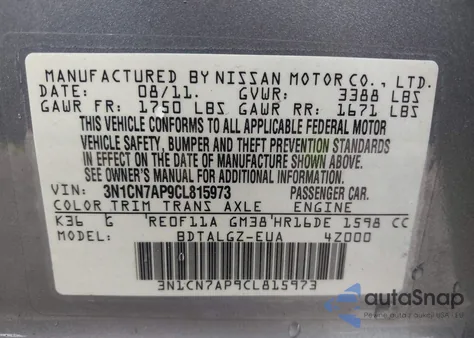 MANUFACTURED BY NISSAN MOTOR CO., LTD.
DATE: 08/11. GVWR: 3388 LBS
GAWR FR: 1750 LBS GAWR RR: 1671 LBS
THIS VEHICLE CONFORMS TO ALL APPLICABLE FEDERAL MOTOR
VEHICLE SAFETY, BUMPER AND THEFT PREVENTION STANDARDS
IN EFFECT ON THE DATE OF MANUFACTURE SHOWN ABOVE.
SEE OWNER'S MANUAL FOR MAXIMUM VEHICLE LOAD.
VIN: 3N1CN7AP9CL815973 PASSENGER CAR.
COLOR TRIM TRANS AXLE ENGINE
K36 G 'RE0F11A GM38'HR16DE 1598 CC
MODEL: BDTALGZ-EUA 4Z000
3N1CN7AP9CL815973
autoSnap